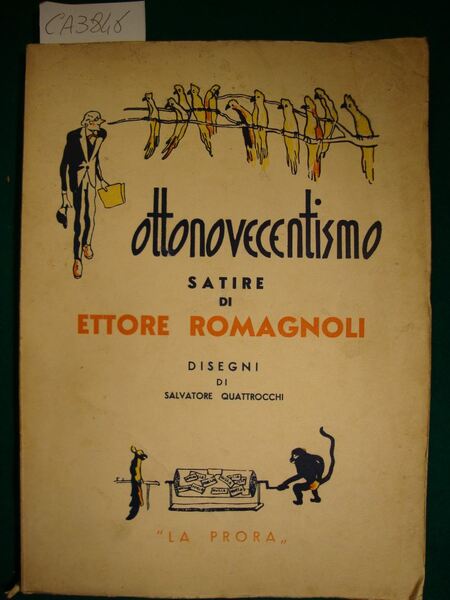 CA3846
ottonovecentismo
SATIRE
DI
ETTORE ROMAGNOLI
DISEGNI
DI
SALVATORE QUATTROCCHI
"LA PRORA"